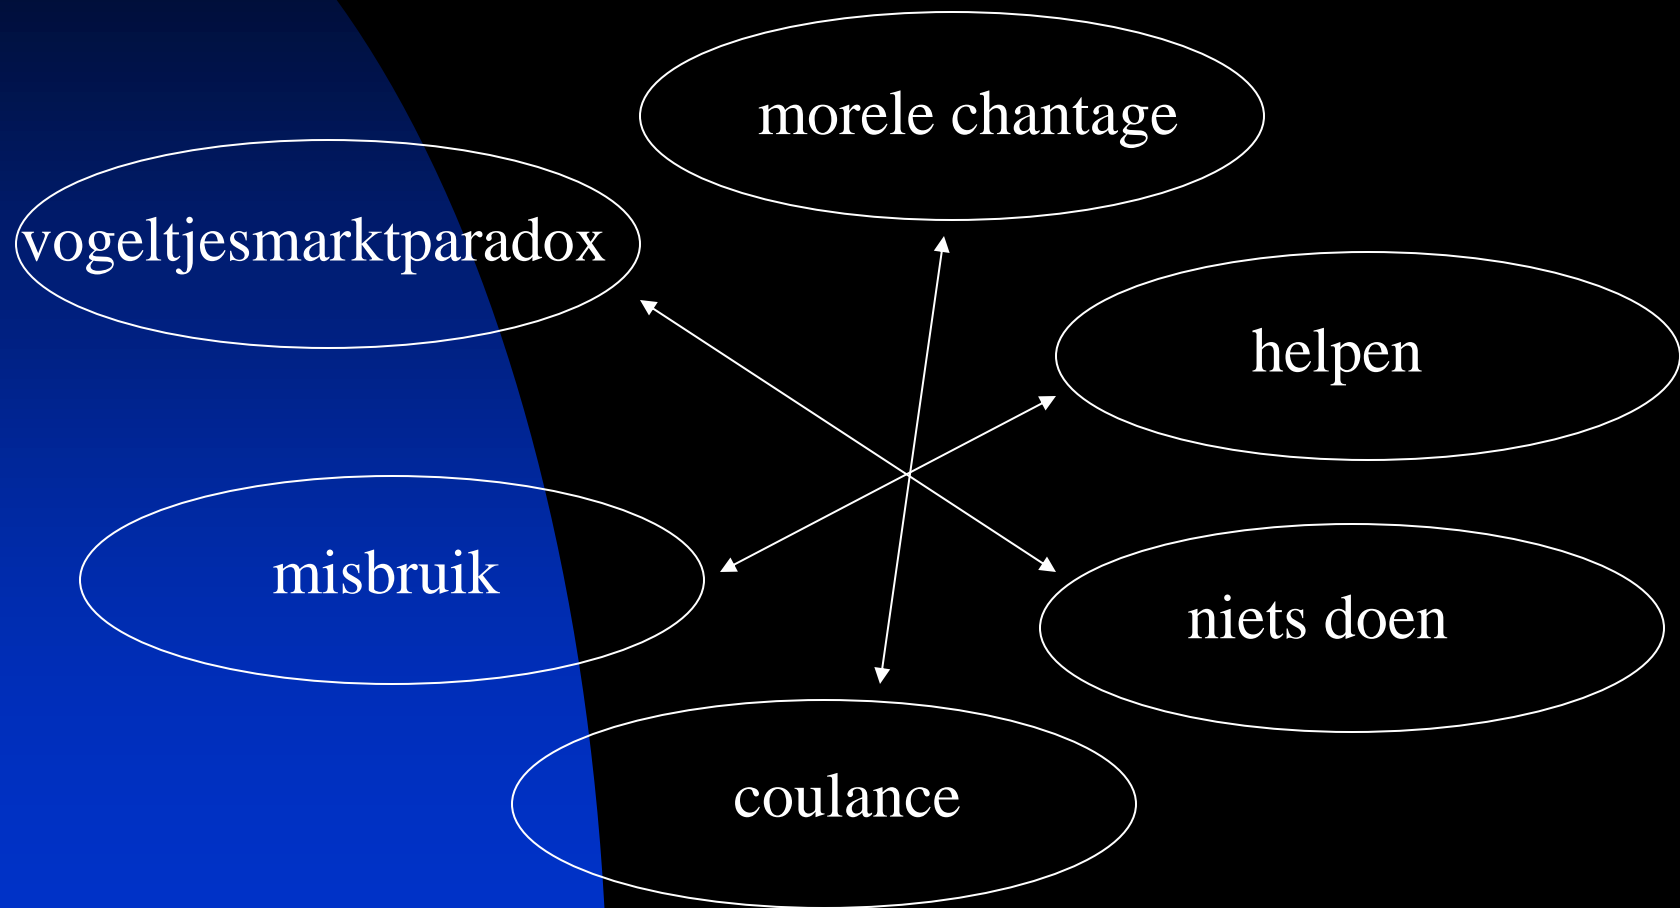 morele chantage
vogeltjesmarktparadox
helpen
misbruik
niets doen
coulance